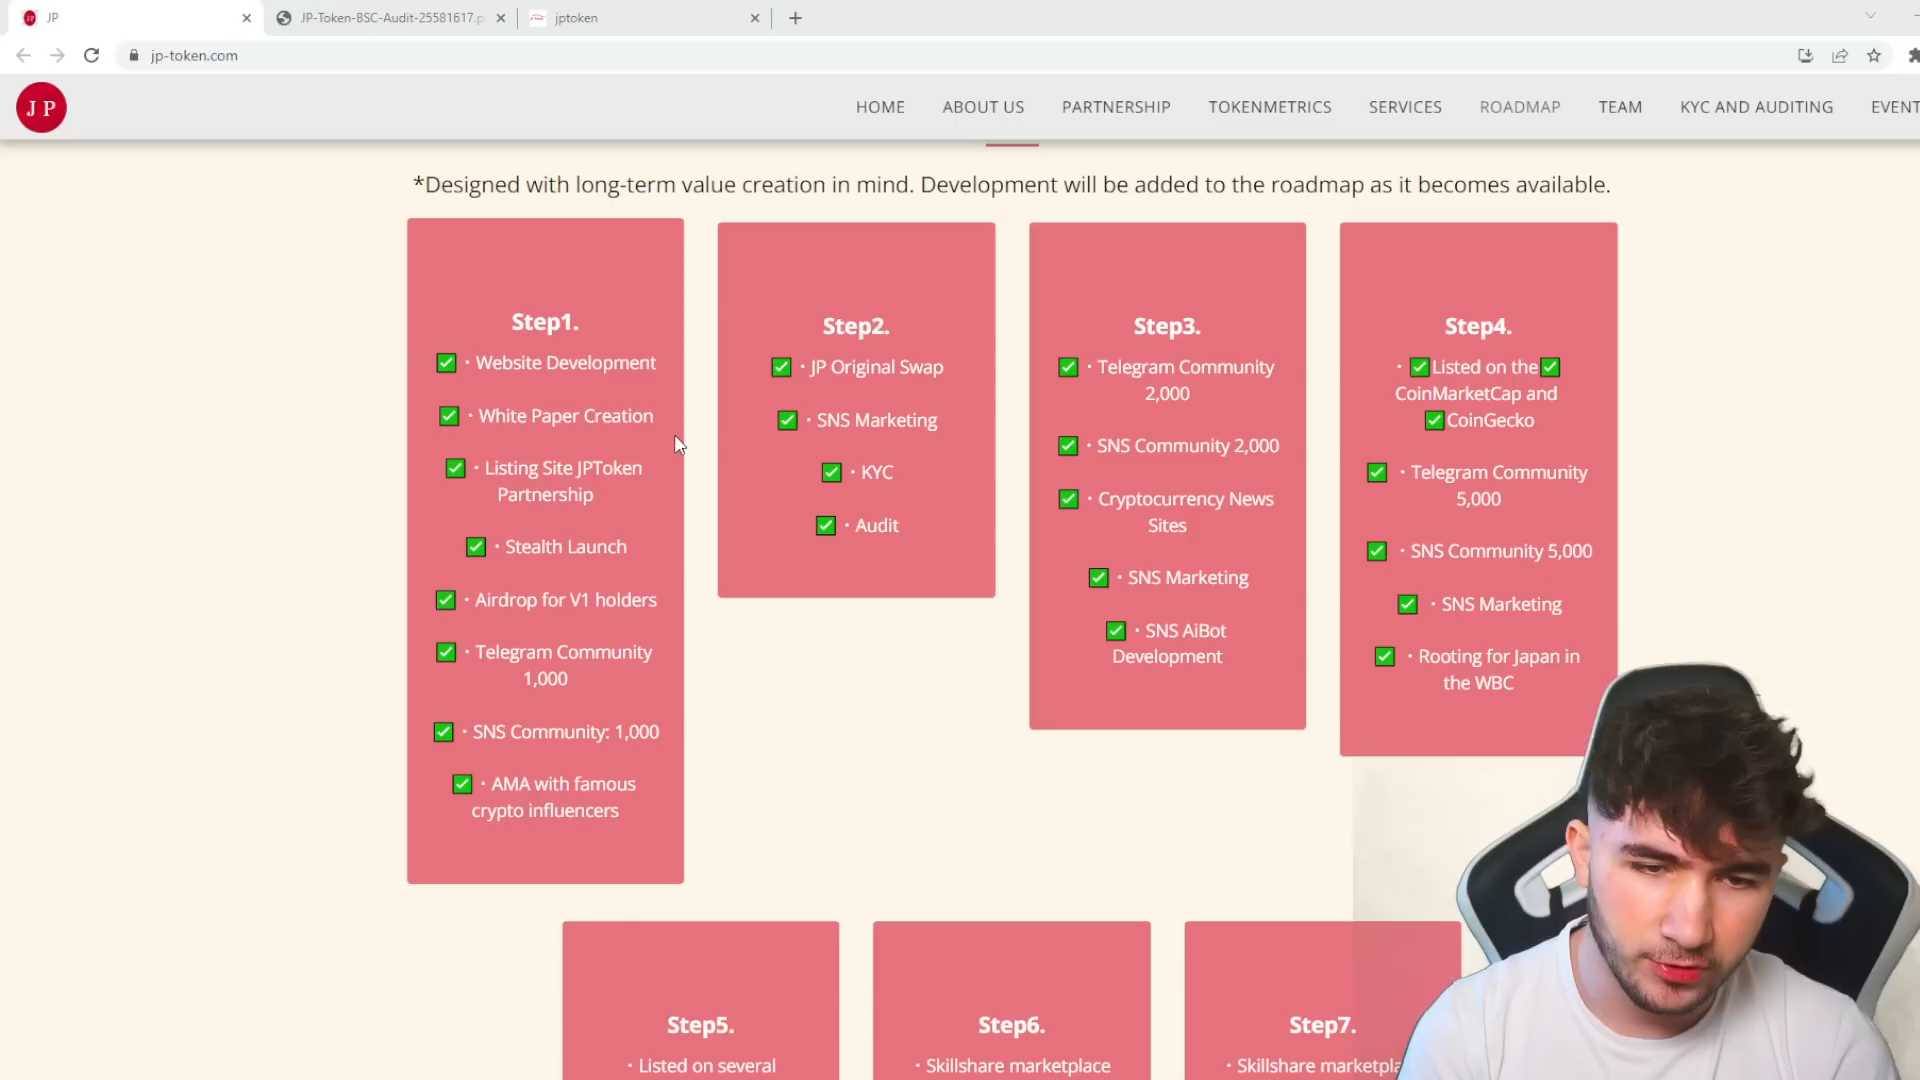 JP
JP-Token-BSC-Audit-25581617.p
jptoken
jp-token.com
J P
HOME
ABOUT US
PARTNERSHIP
TOKENMETRICS
SERVICES
ROADMAP
TEAM
KYC AND AUDITING
EVENT
*Designed with long-term value creation in mind. Development will be added to the roadmap as it becomes available.
Step1.
・Website Development
・White Paper Creation
・Listing Site JPToken
Partnership
・Stealth Launch
・Airdrop for V1 holders
・Telegram Community
1,000
・SNS Community: 1,000
・AMA with famous
crypto influencers
Step2.
・JP Original Swap
・SNS Marketing
・KYC
・Audit
Step3.
・Telegram Community
2,000
・SNS Community 2,000
・Cryptocurrency News
Sites
・SNS Marketing
・SNS AiBot
Development
Step4.
・✅Listed on the✅
CoinMarketCap and
✅CoinGecko
・Telegram Community
5,000
・SNS Community 5,000
・SNS Marketing
・Rooting for Japan in
the WBC
Step5.
・Listed on several
Step6.
・Skillshare marketplace
Step7.
・Skillshare marketpla